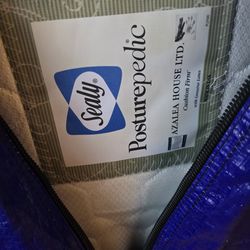 Sealy®
Posturepedic®
AZALEA HOUSE LTD.
Cushion Firm